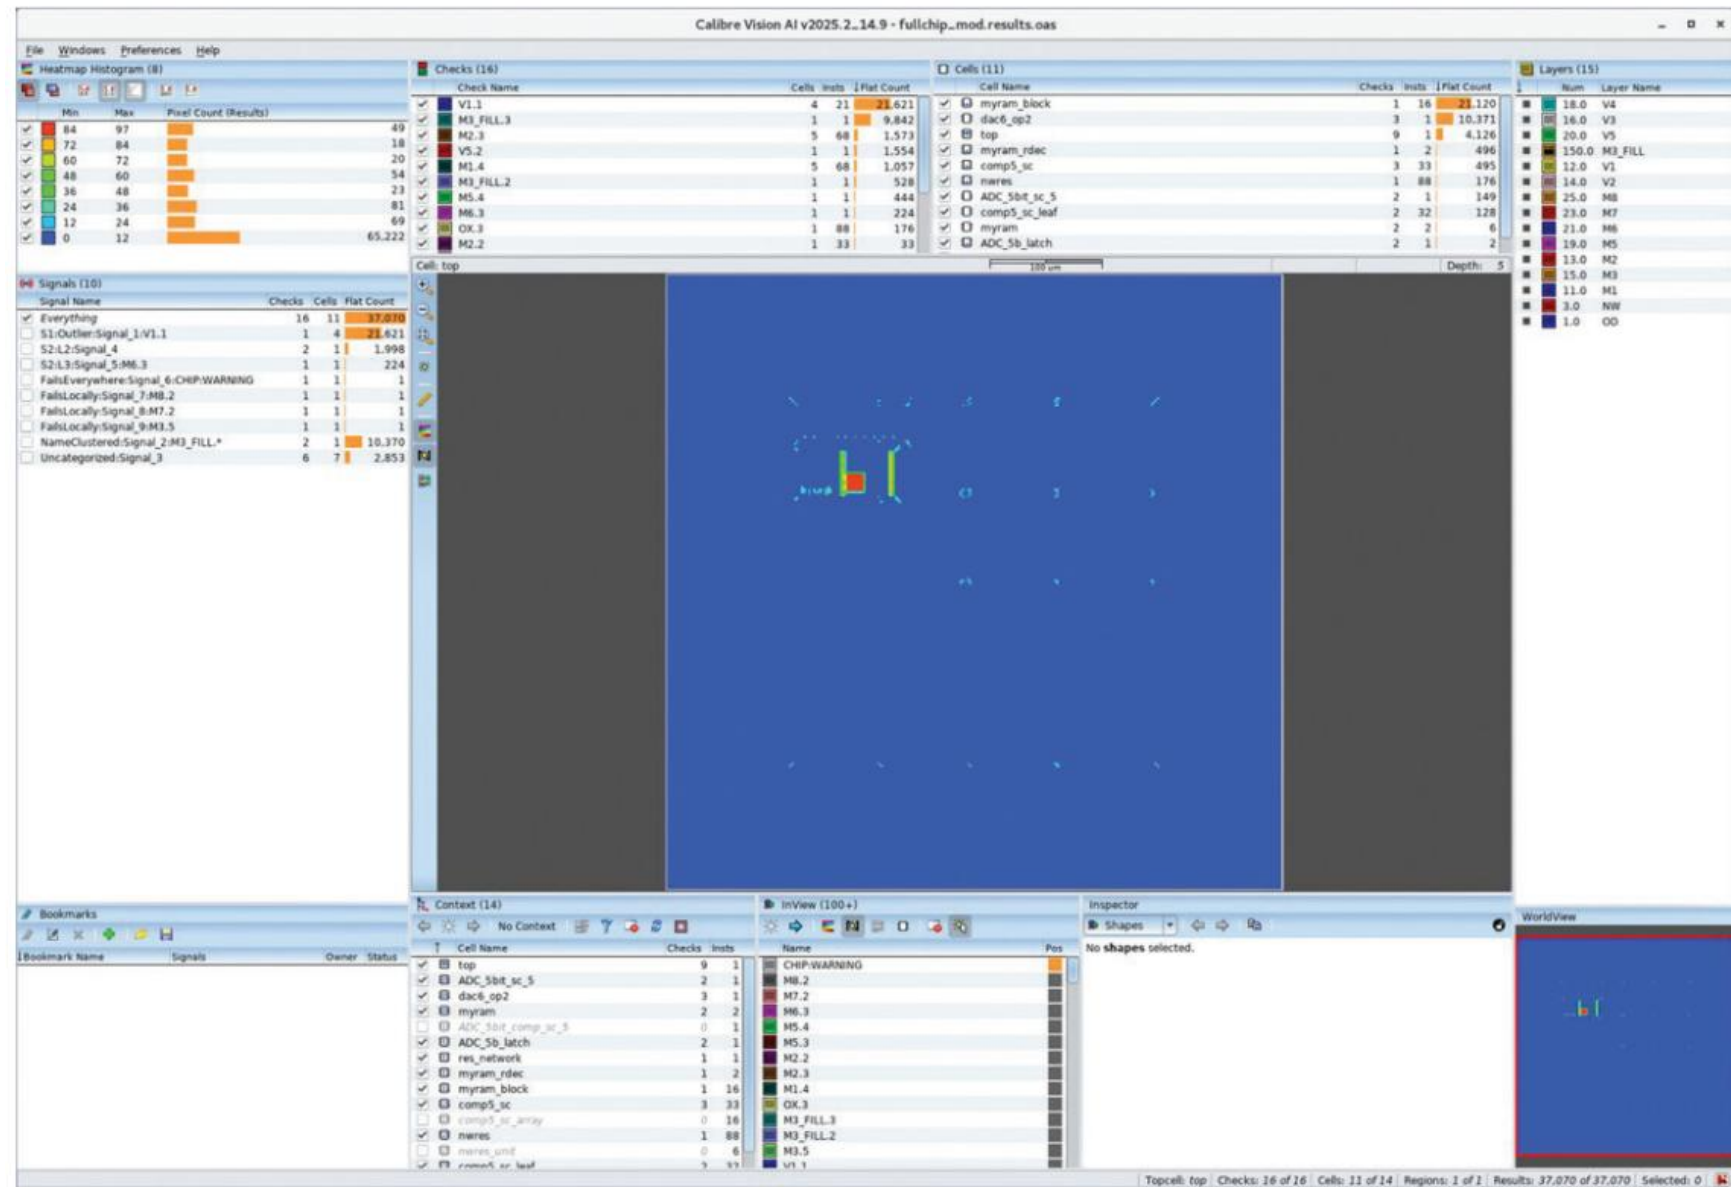 Calibre Vision AI v2025.2_14.9 - fullchip_mod.results.oas
File Windows Preferences Help
Heatmap Histogram (8)
Min Max Pixel Count (Results)
84 97 49
72 84 18
60 72 20
48 60 54
36 48 23
24 36 81
12 24 69
0 12 65,222
Signals (10)
Signal Name Checks Cells Flat Count
Everything 16 11 37,070
S1:Outlier:Signal_1:V1.1 1 4 21,621
S2:L2:Signal_4 2 1 1,998
S2:L3:Signal_5:M6.3 1 1 224
FailsEverywhere:Signal_6:CHIP:WARNING 1 1 1
FailsLocally:Signal_7:M8.2 1 1 1
FailsLocally:Signal_8:M7.2 1 1 1
FailsLocally:Signal_9:M3.5 1 1 1
NameClustered:Signal_2:M3_FILL.* 2 1 10,370
Uncategorized:Signal_3 6 7 2,853
Bookmarks
Bookmark Name Signals Owner Status
Checks (16)
Check Name Cells Insts Flat Count
V1.1 4 21 21,621
M3_FILL.3 1 1 9,842
M2.3 5 68 1,573
V5.2 1 1 1,554
M1.4 5 68 1,057
M3_FILL.2 1 1 528
M5.4 1 1 444
M6.3 1 1 224
OX.3 1 88 176
M2.2 1 33 33
Cells (11)
Cell Name Checks Insts Flat Count
myram_block 1 16 21,120
dac6_op2 3 1 10,371
top 9 1 4,126
myram_rdec 1 2 496
comp5_sc 3 33 495
nwres 1 88 176
ADC_5bit_sc_5 2 1 149
comp5_sc_leaf 2 32 128
myram 2 2 6
ADC_5b_latch 2 1 2
Layers (15)
Num Layer Name
18.0 V4
16.0 V3
20.0 V5
150.0 M3_FILL
12.0 V1
14.0 V2
25.0 M8
23.0 M7
21.0 M6
19.0 M5
13.0 M2
15.0 M3
11.0 M1
3.0 NW
1.0 OD
Cell: top 100 um Depth: 5
Context (14)
No Context
Cell Name Checks Insts
top 9 1
ADC_5bit_sc_5 2 1
dac6_op2 3 1
myram 2 2
ADC_5bit_comp_sc_5 0 1
ADC_5b_latch 2 1
res_network 1 1
myram_rdec 1 2
myram_block 1 16
comp5_sc 3 33
comp5_sc_array 0 16
nwres 1 88
nwres_unit 0 6
comp5_sc_leaf 2 32
InView (100+)
Name Pos
CHIP:WARNING
M8.2
M7.2
M6.3
M5.4
M5.3
M2.2
M2.3
M1.4
OX.3
M3_FILL.3
M3_FILL.2
M3.5
V1.1
Inspector
Shapes
No shapes selected.
WorldView
Topcell: top Checks: 16 of 16 Cells: 11 of 14 Regions: 1 of 1 Results: 37,070 of 37,070 Selected: 0